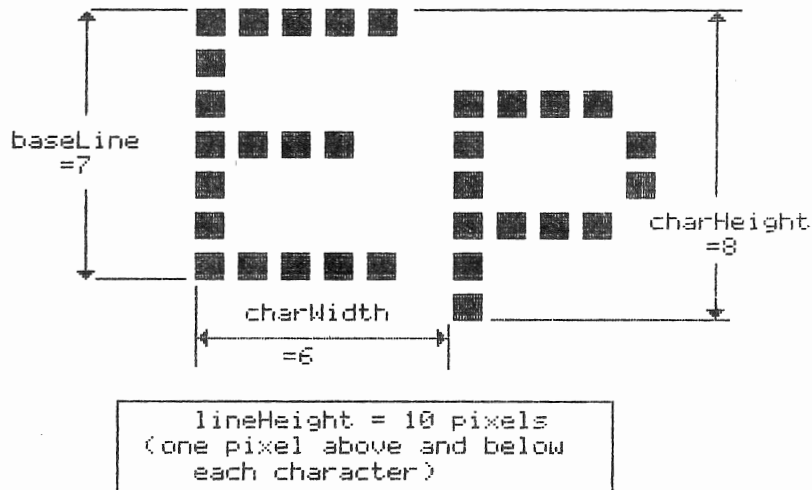 baseLine
=7
charHeight
=8
charWidth
=6
lineHeight = 10 pixels
(one pixel above and below
each character)